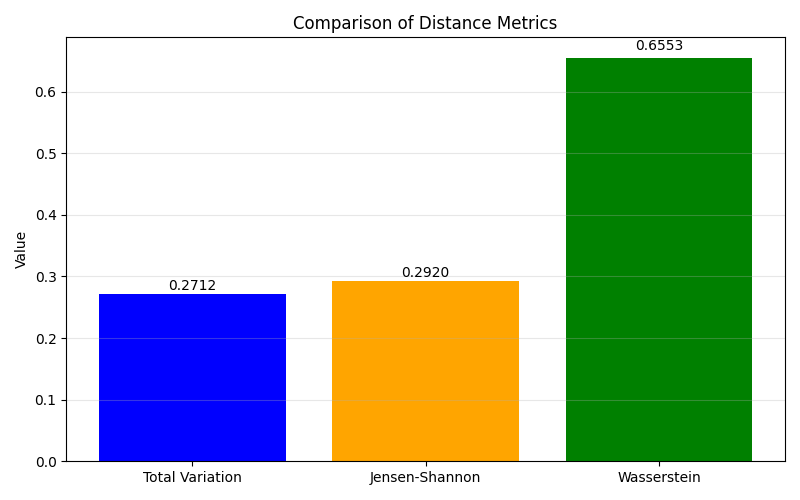 Comparison of Distance Metrics
0.6553
0.2920
0.2712
Value
0.6
0.5
0.4
0.3
0.2
0.1
0.0
Total Variation
Jensen-Shannon
Wasserstein